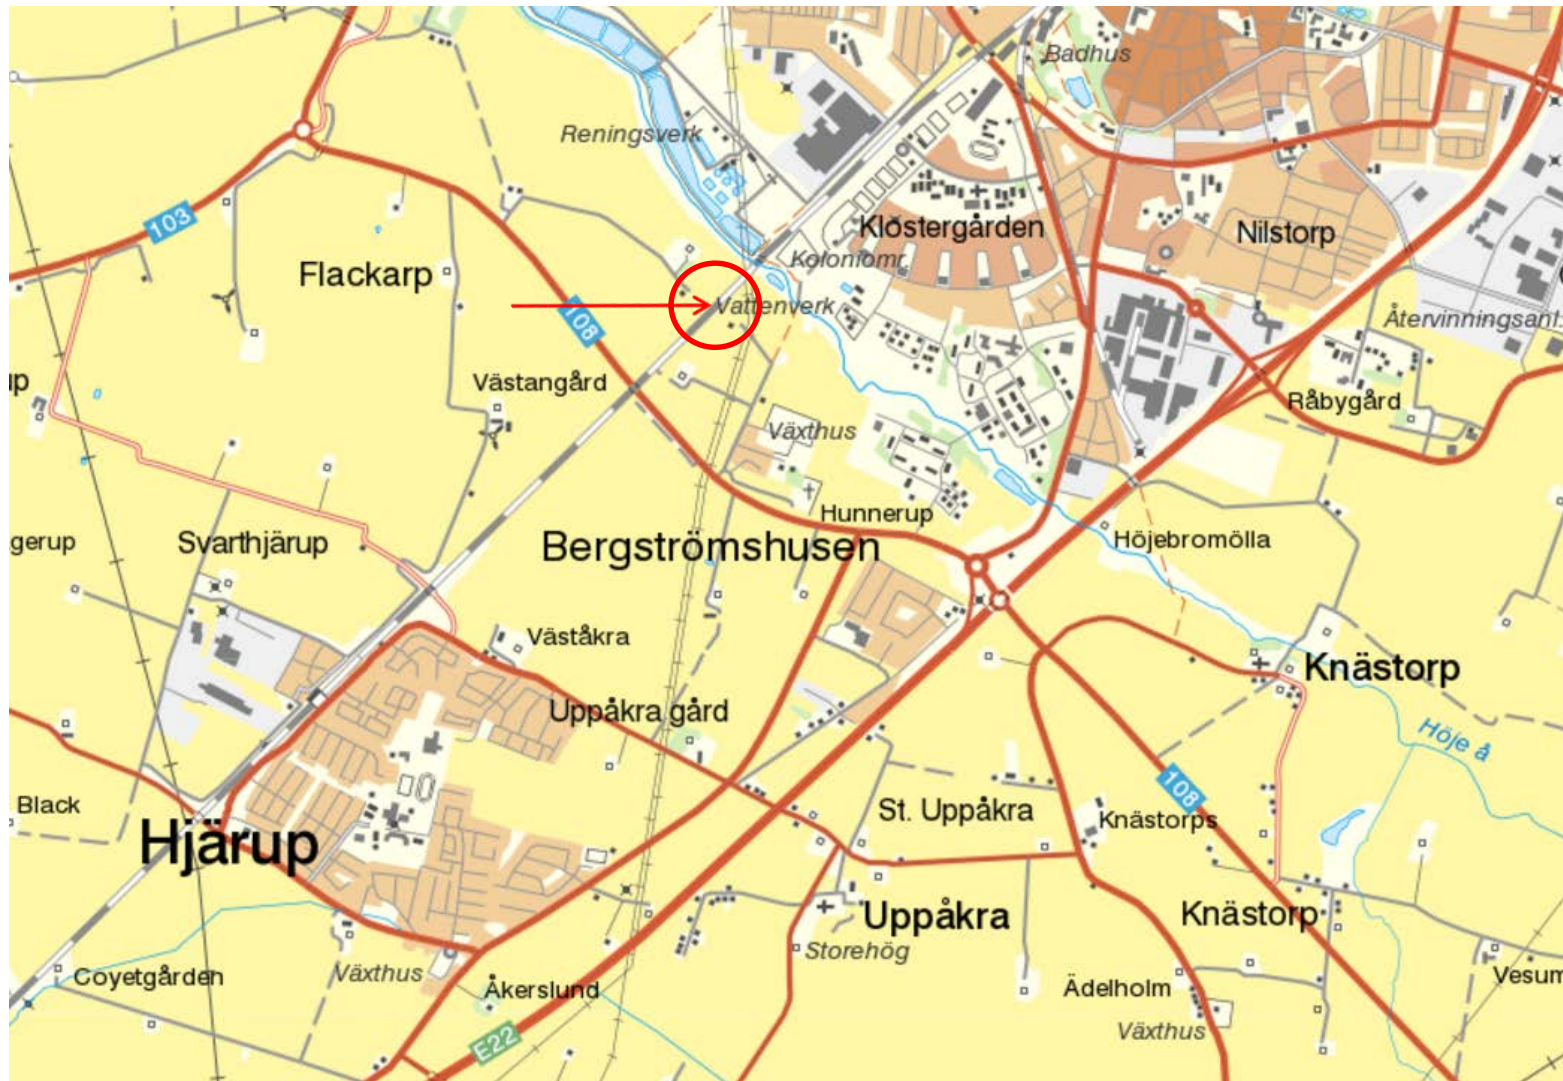 Badhus
Reningsverk
103
Klostergården
Nilstorp
Koloniomr
Flackarp
Vattenverk
108
Återvinningsanl
Västangård
Råbygård
Växthus
Hunnerup
gerup
Svarthjärup
Bergströmshusen
Höjebromölla
Väståkra
Knästorp
Uppåkra gård
Höje å
108
Black
St. Uppåkra
Knästorps
Hjärup
Uppåkra
Knästorp
Storehög
Coyetgården
Växthus
Åkerslund
Ädelholm
Vesum
Växthus
E22